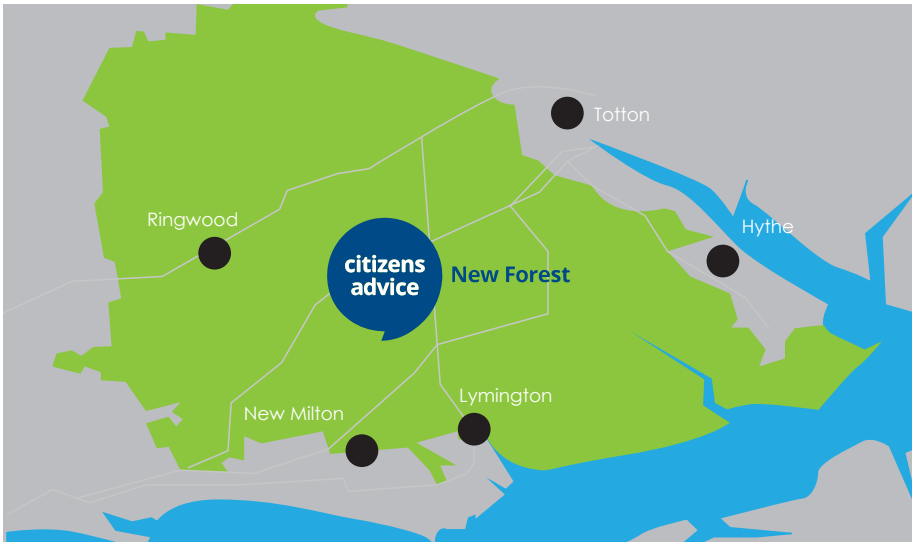 Totton
Ringwood
Hythe
citizens
advice
New Forest
Lymington
New Milton